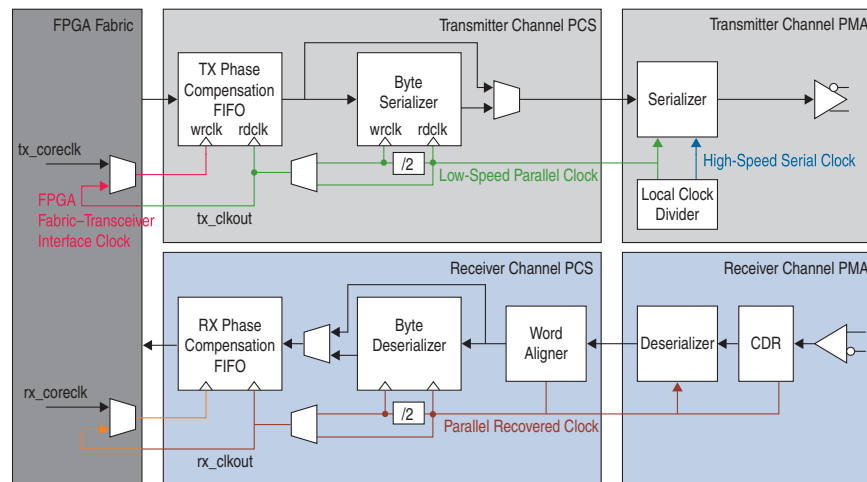 FPGA Fabric
Transmitter Channel PCS
Transmitter Channel PMA
TX Phase
Compensation
FIFO
wrclk
rdclk
Byte
Serializer
wrclk
rdclk
/2
Serializer
tx_coreclk
Low-Speed Parallel Clock
High-Speed Serial Clock
Local Clock
Divider
FPGA
Fabric–Transceiver
Interface Clock
tx_clkout
Receiver Channel PCS
Receiver Channel PMA
RX Phase
Compensation
FIFO
Byte
Deserializer
Word
Aligner
Deserializer
CDR
rx_coreclk
/2
Parallel Recovered Clock
rx_clkout